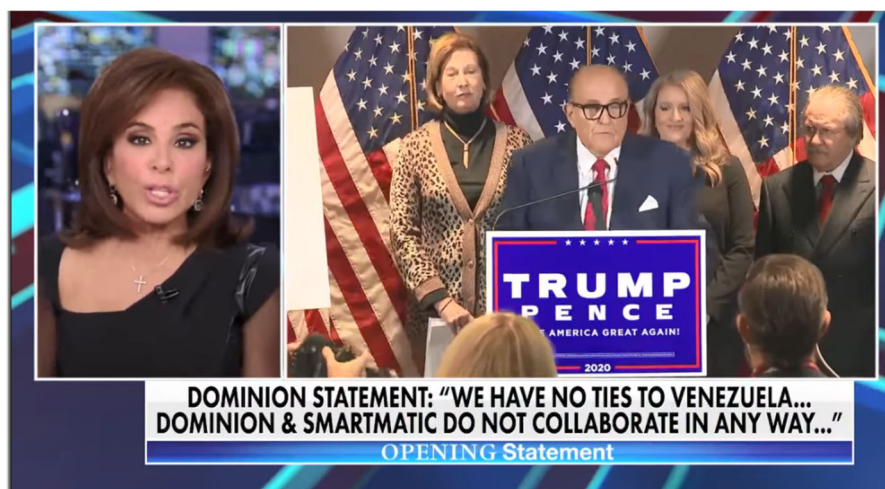 TRUMP
PENCE
AMERICA GREAT AGAIN!
2020
DOMINION STATEMENT: “WE HAVE NO TIES TO VENEZUELA...
DOMINION & SMARTMATIC DO NOT COLLABORATE IN ANY WAY...”
OPENING Statement